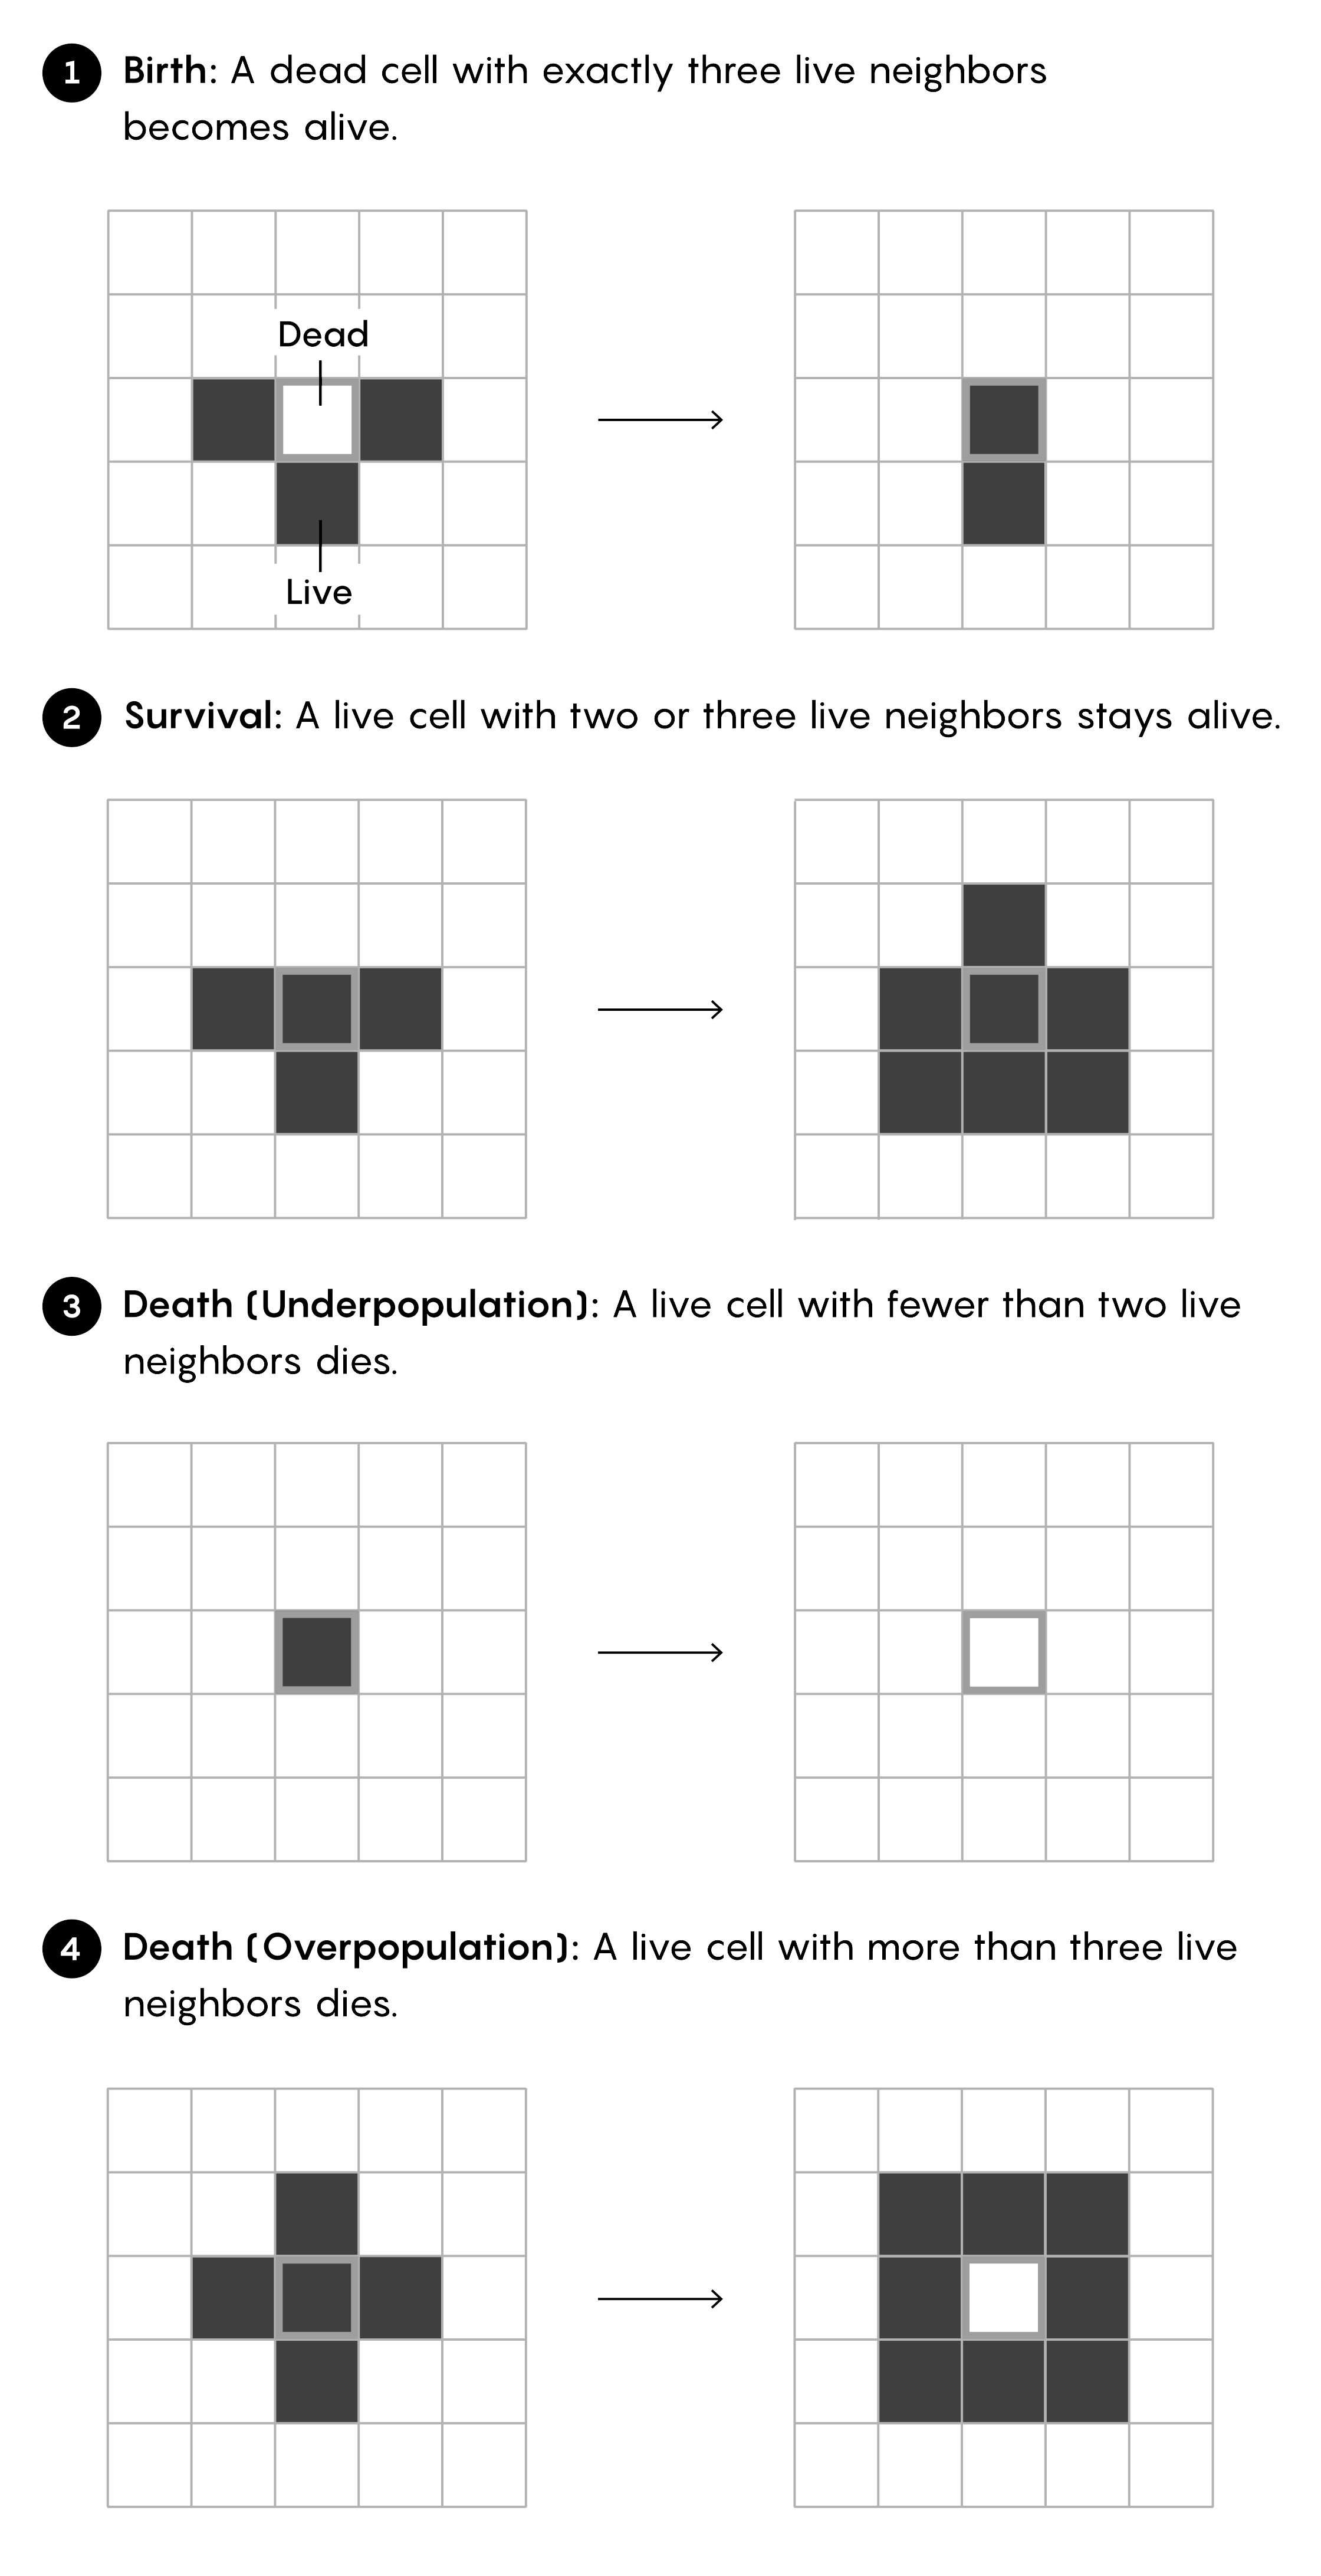 1 Birth: A dead cell with exactly three live neighbors
becomes alive.
Dead
Live
2 Survival: A live cell with two or three live neighbors stays alive.
3 Death (Underpopulation): A live cell with fewer than two live
neighbors dies.
4 Death (Overpopulation): A live cell with more than three live
neighbors dies.